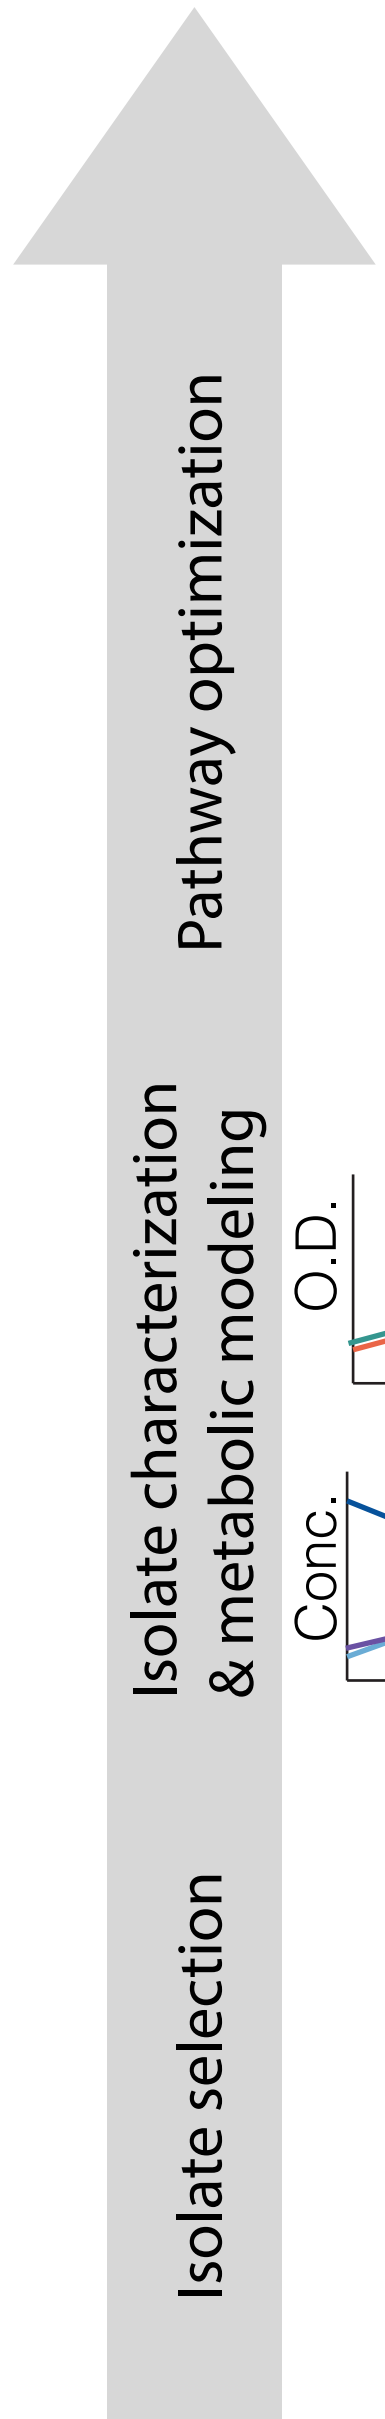 Pathway optimization
Isolate characterization
& metabolic modeling
O.D.
Conc.
Isolate selection